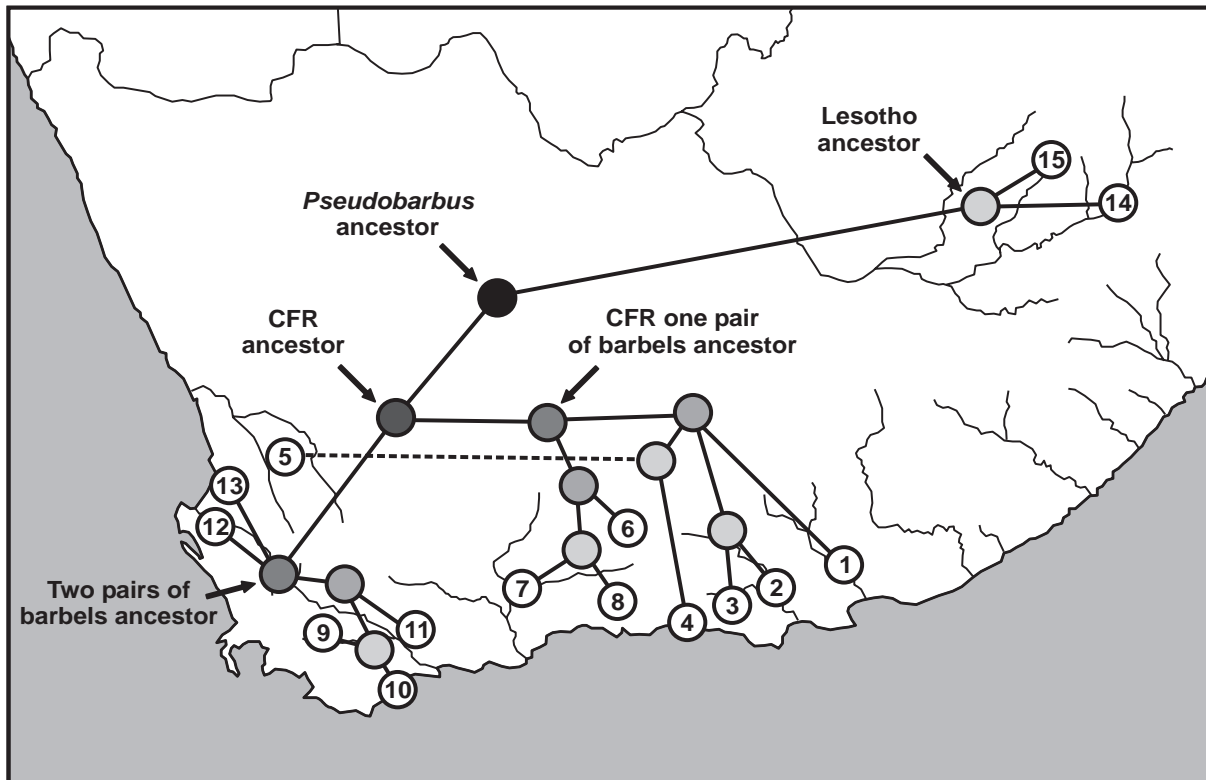 Lesotho
ancestor
15
14
Pseudobarbus
ancestor
CFR
ancestor
CFR one pair
of barbels ancestor
5
13
12
6
7
8
1
2
3
4
Two pairs of
barbels ancestor
9
11
10